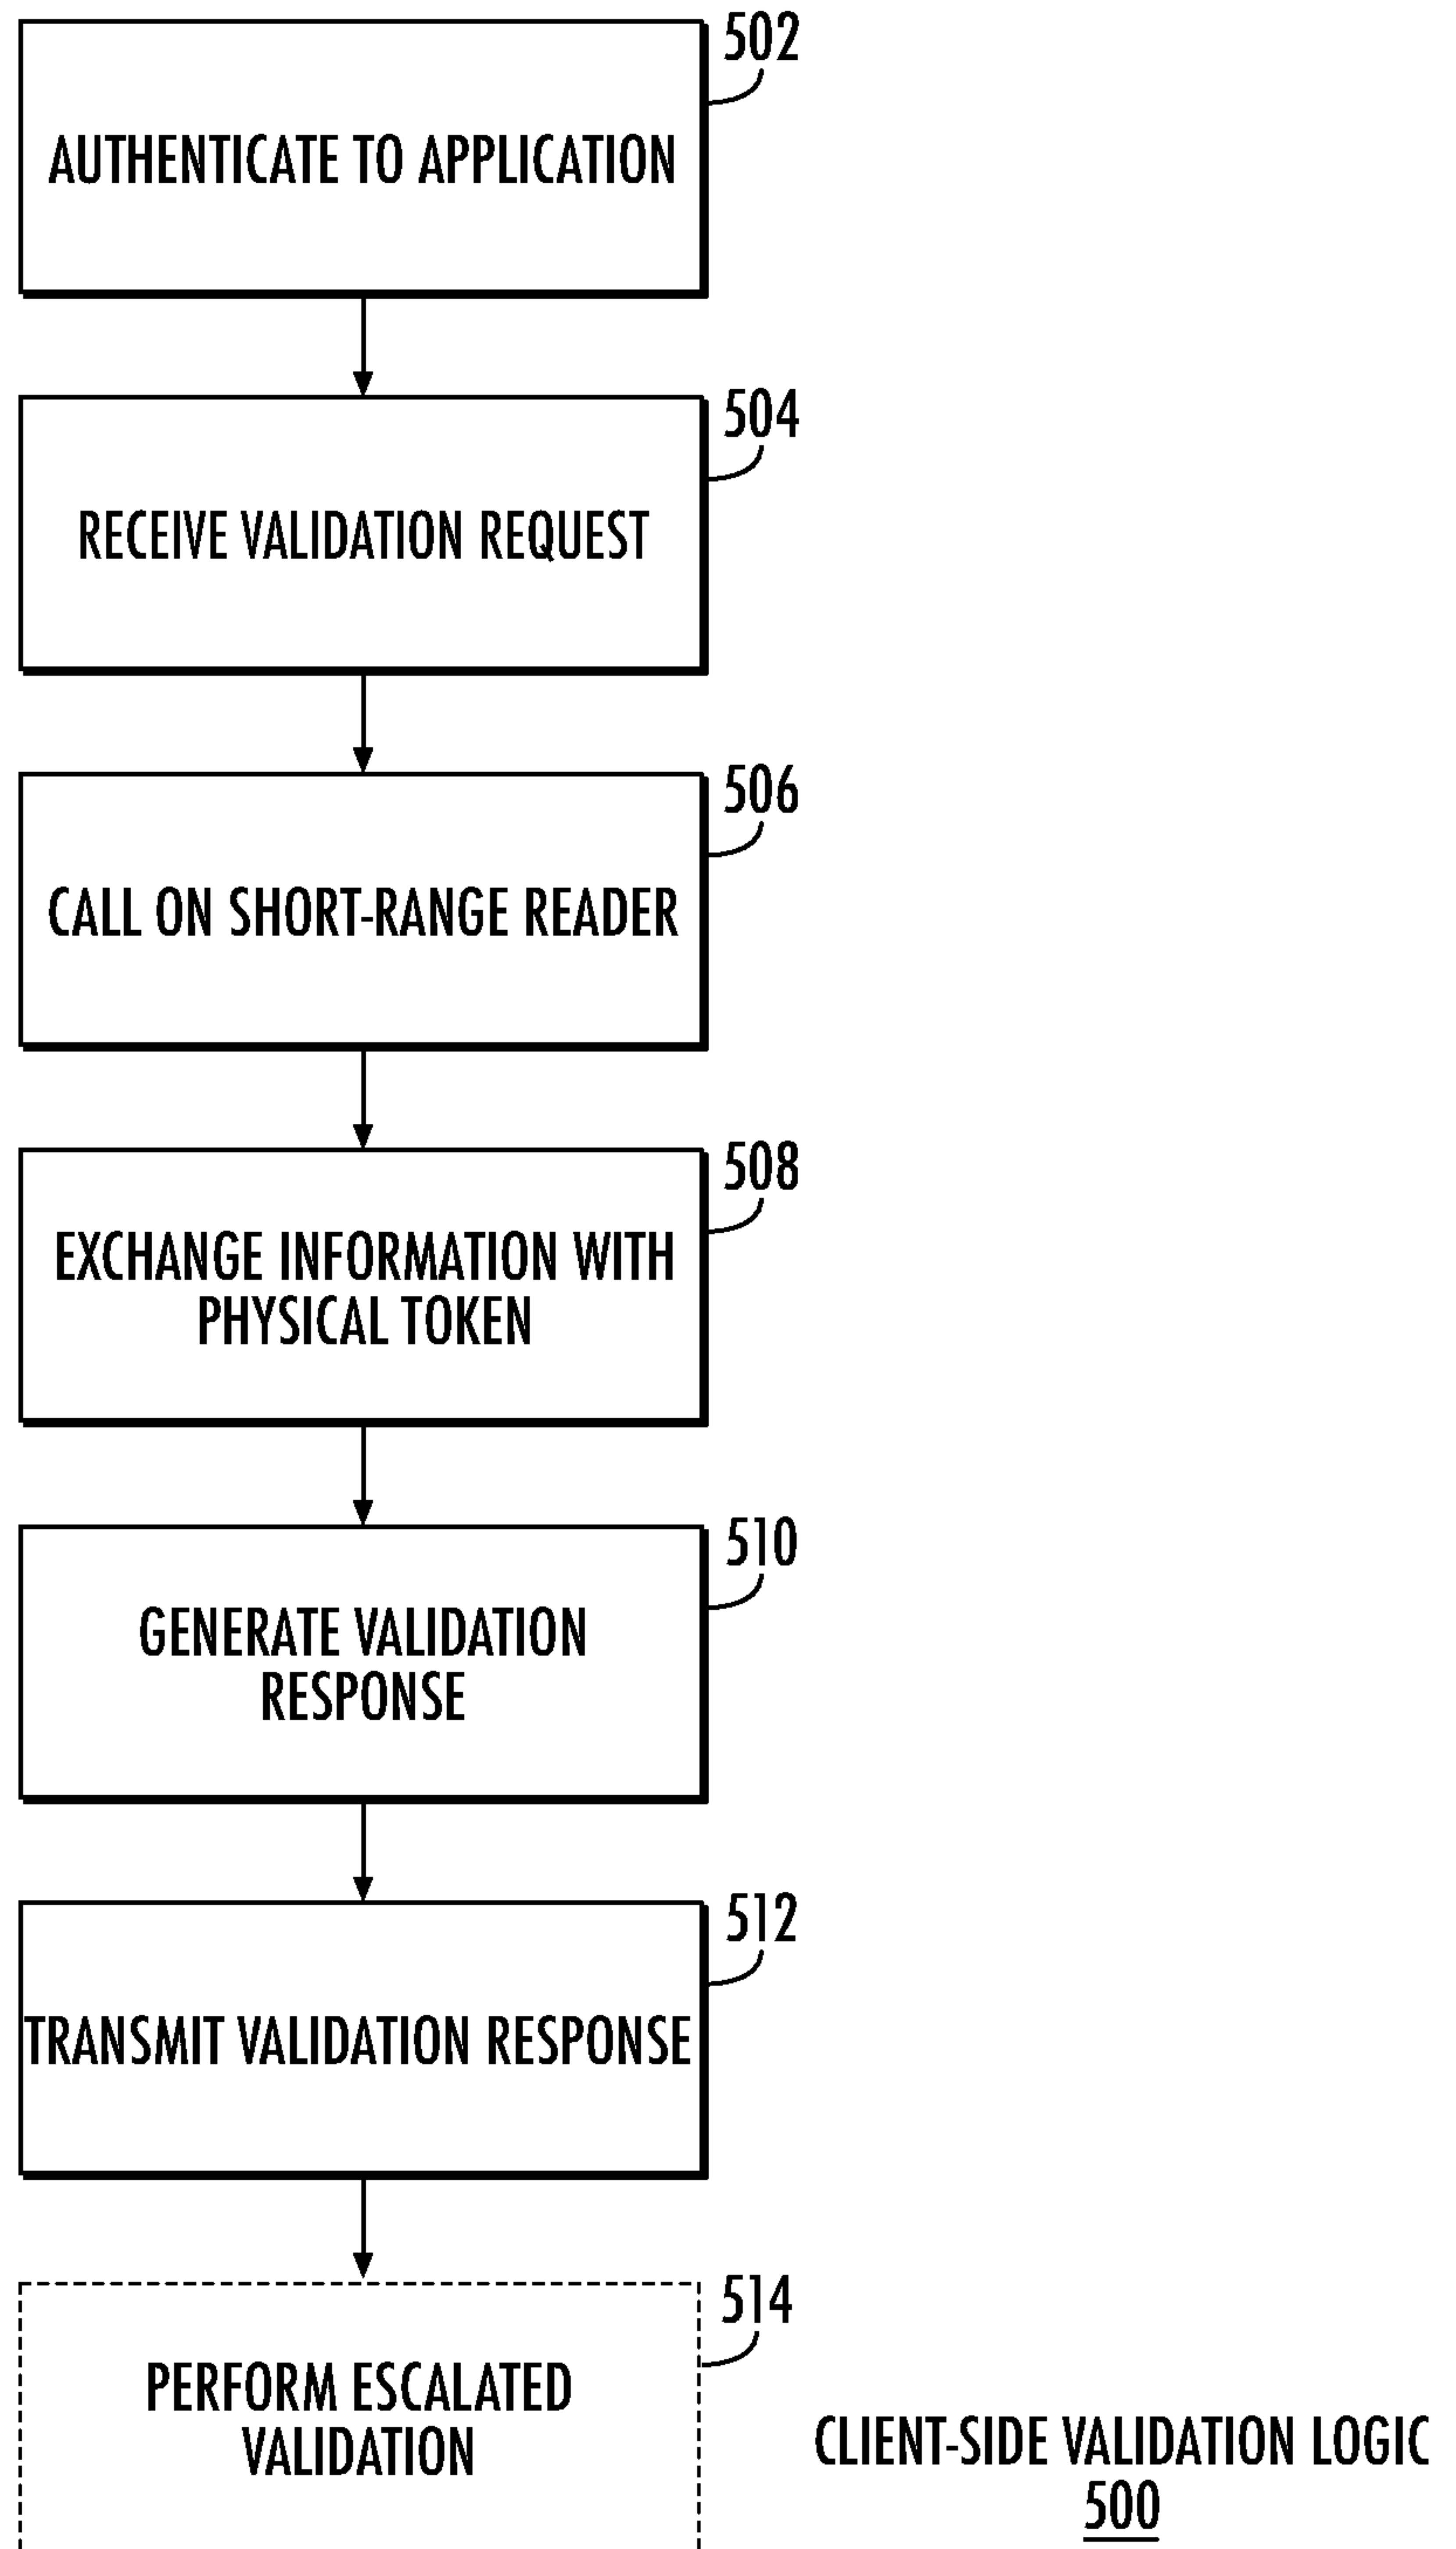 502
AUTHENTICATE TO APPLICATION
504
RECEIVE VALIDATION REQUEST
506
CALL ON SHORT-RANGE READER
508
EXCHANGE INFORMATION WITH
PHYSICAL TOKEN
510
GENERATE VALIDATION
RESPONSE
512
TRANSMIT VALIDATION RESPONSE
514
PERFORM ESCALATED
VALIDATION
CLIENT-SIDE VALIDATION LOGIC
500